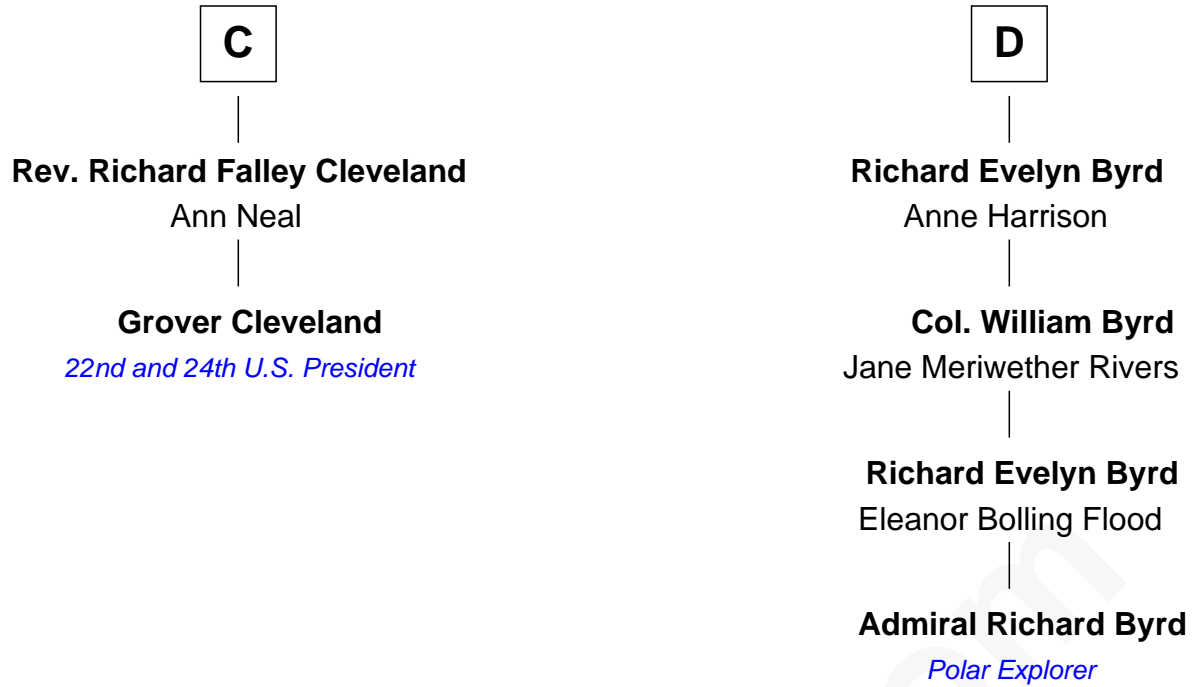 C
Rev. Richard Falley Cleveland
Ann Neal
Grover Cleveland
22nd and 24th U.S. President
D
Richard Evelyn Byrd
Anne Harrison
Col. William Byrd
Jane Meriwether Rivers
Richard Evelyn Byrd
Eleanor Bolling Flood
Admiral Richard Byrd
Polar Explorer